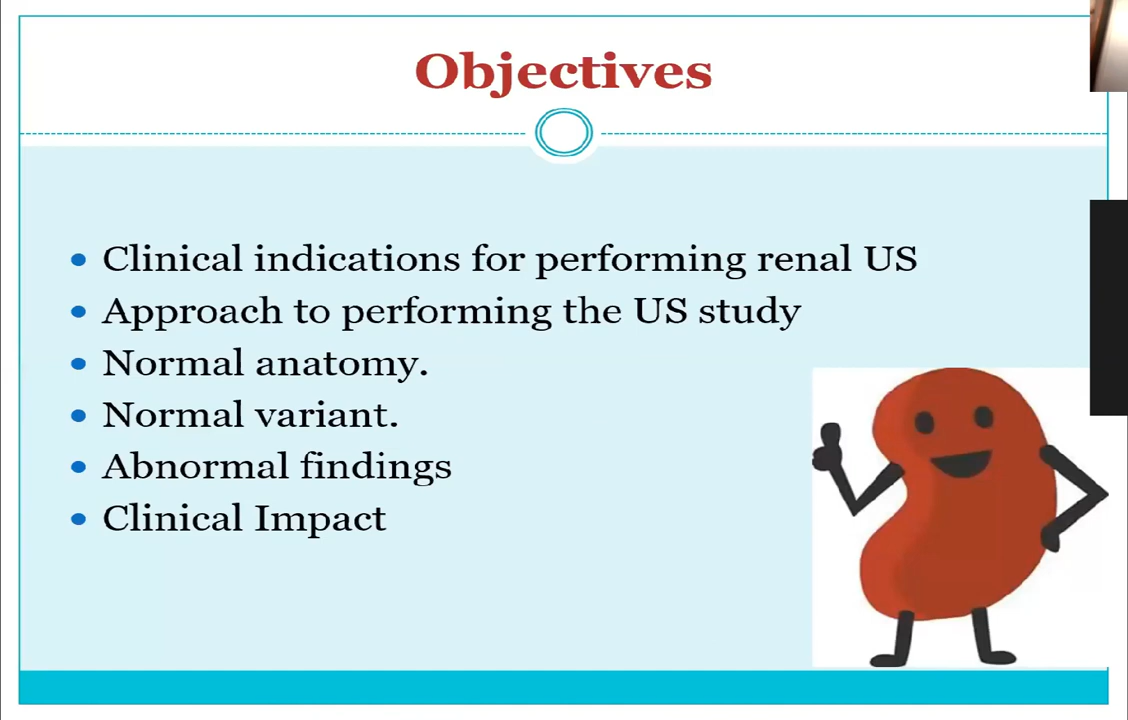 Objectives
Clinical indications for performing renal US
Approach to performing the US study
Normal anatomy.
Normal variant.
Abnormal findings
Clinical Impact